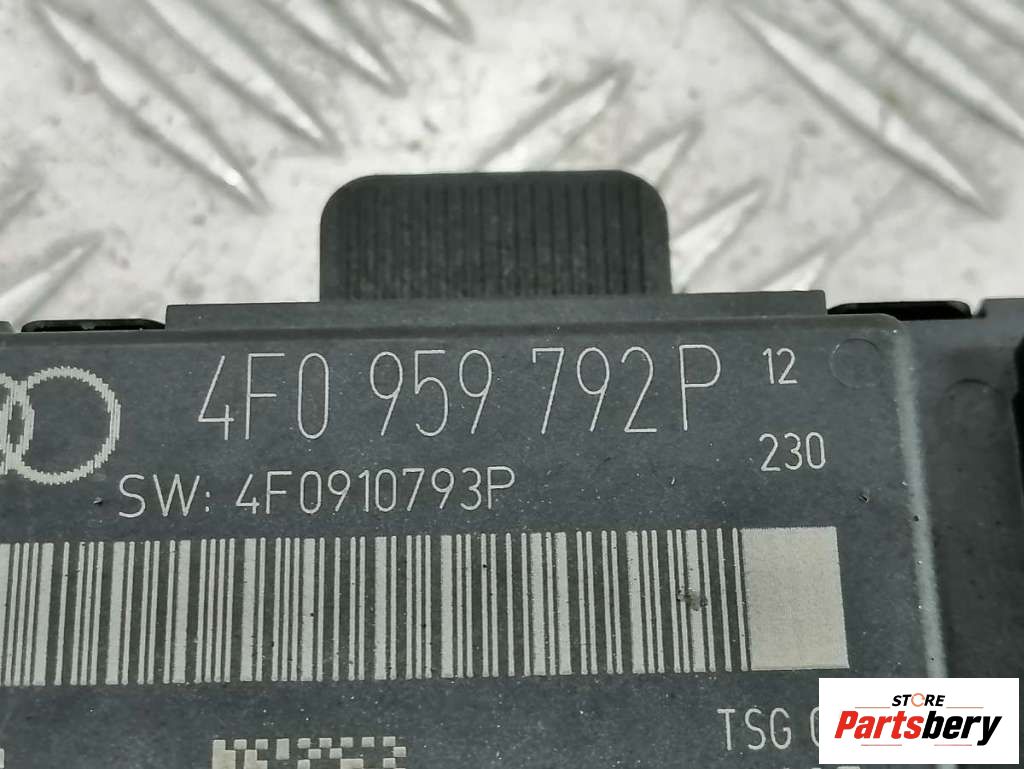 4F0 959 792P 12
230
SW: 4F0910793P
TSG
STORE
Partsbery